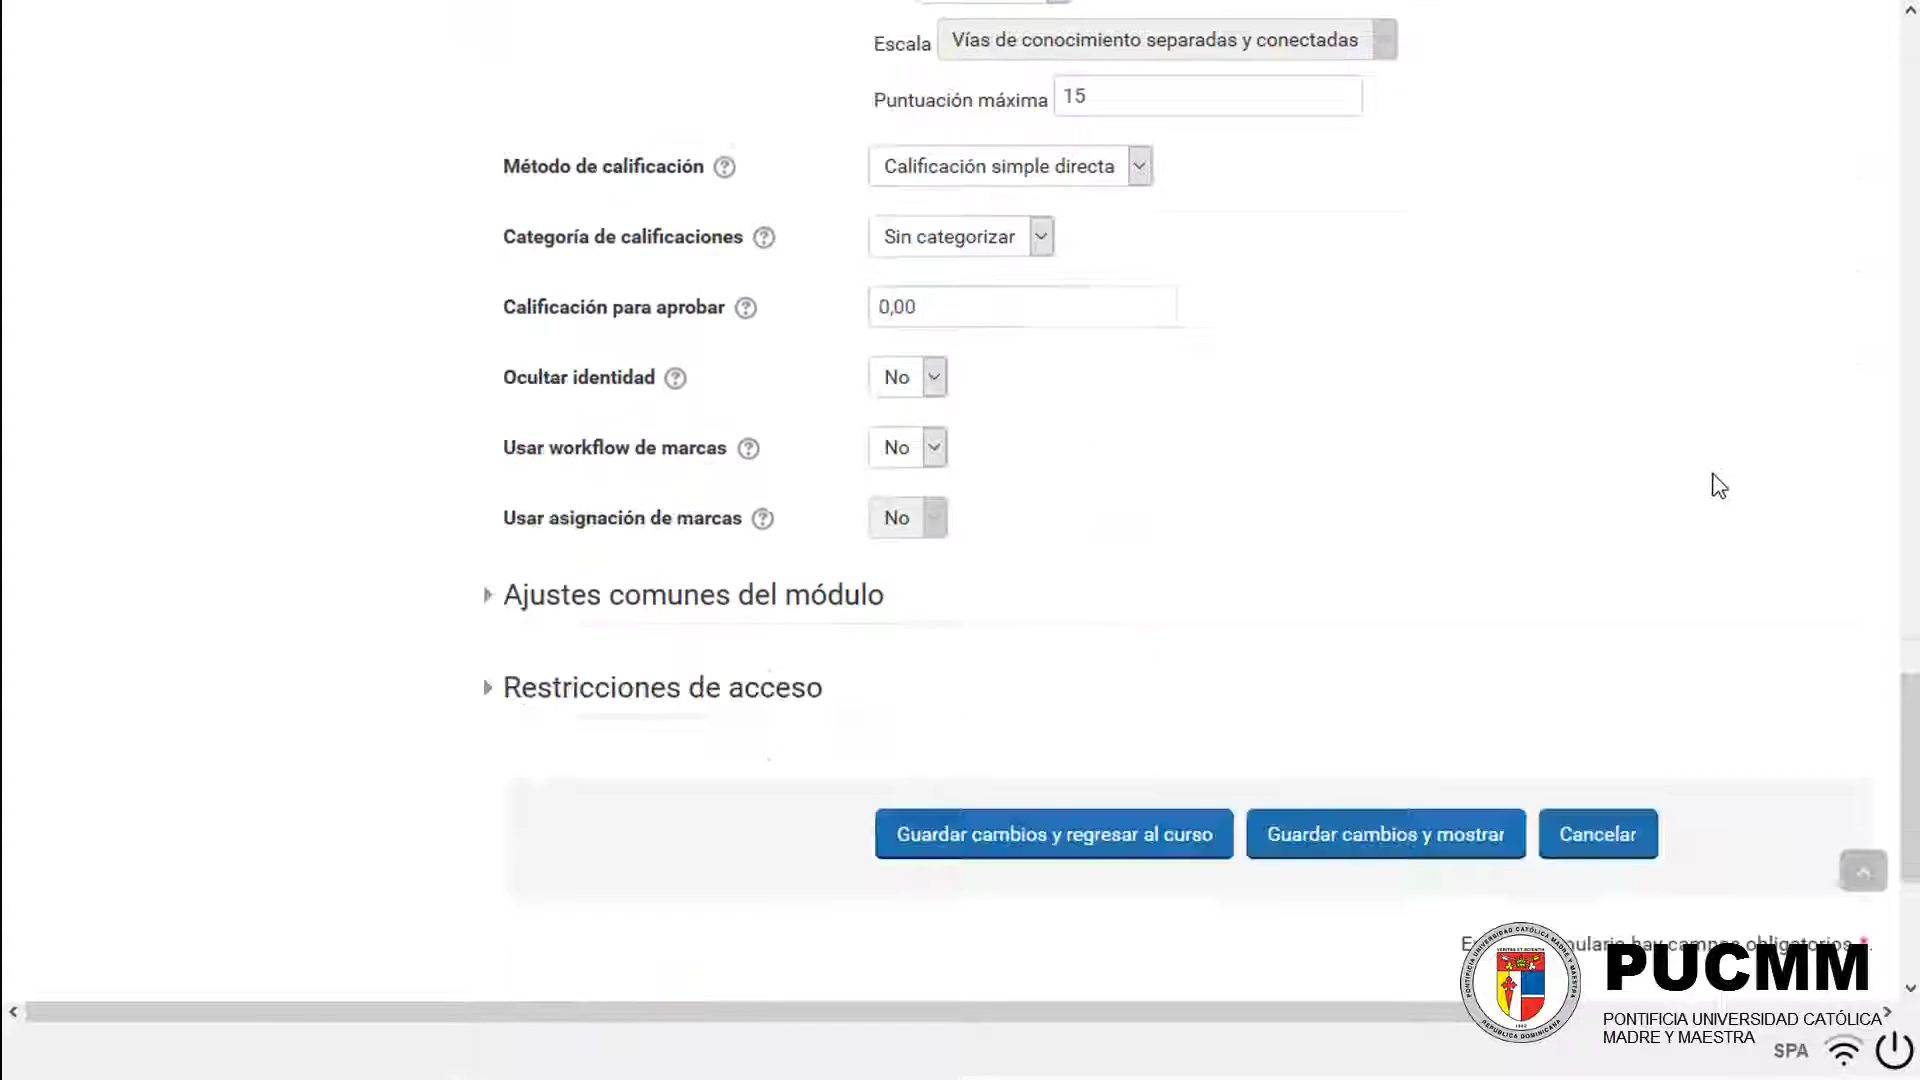 Escala Vías de conocimiento separadas y conectadas
Puntuación máxima 15
Método de calificación Calificación simple directa
Categoría de calificaciones Sin categorizar
Calificación para aprobar 0,00
Ocultar identidad No
Usar workflow de marcas No
Usar asignación de marcas No
Ajustes comunes del módulo
Restricciones de acceso
Guardar cambios y regresar al curso Guardar cambios y mostrar Cancelar
hay campos obligatorios *
PUCMM
PONTIFICIA UNIVERSIDAD CATÓLICA
MADRE Y MAESTRA
SPA